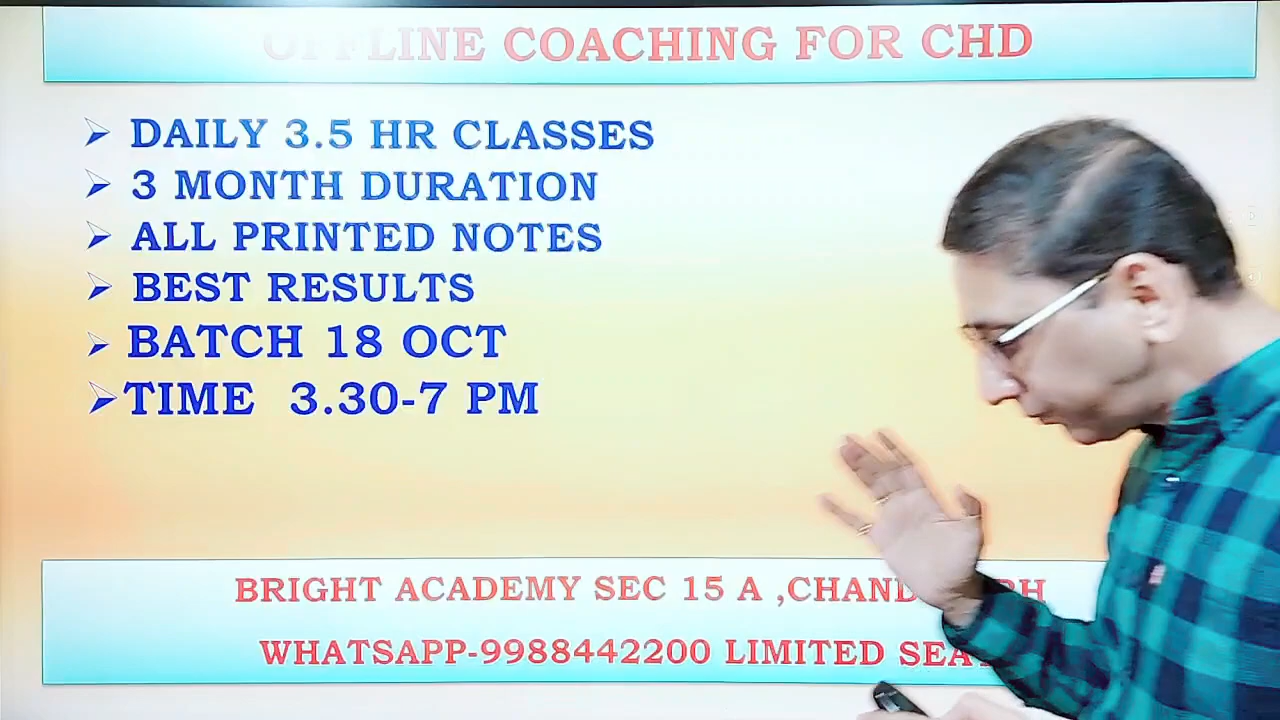 OFFLINE COACHING FOR CHD
DAILY 3.5 HR CLASSES
3 MONTH DURATION
ALL PRINTED NOTES
BEST RESULTS
BATCH 18 OCT
TIME 3.30-7 PM
BRIGHT ACADEMY SEC 15 A ,
WHATSAPP-9988442200 LIMITED